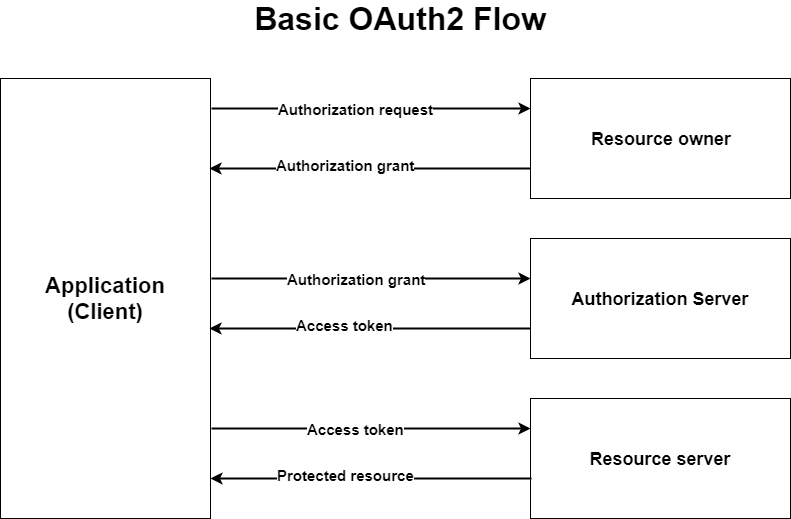 Basic OAuth2 Flow
Authorization request
Resource owner
Authorization grant
Application
(Client)
Authorization grant
Authorization Server
Access token
Access token
Resource server
Protected resource